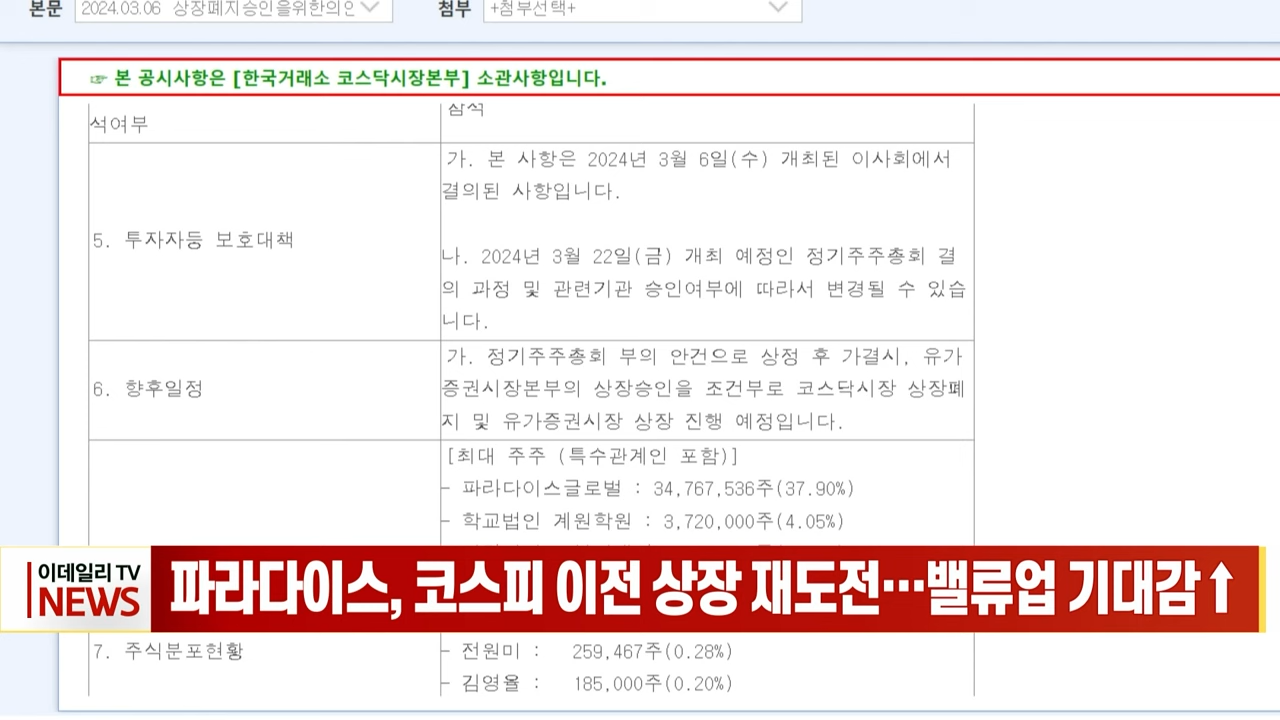 본문 2024.03.06 상장폐지승인을위한의안 첨부 +첨부선택+
☞ 본 공시사항은 [한국거래소 코스닥시장본부] 소관사항입니다.
석여부
참석
5. 투자자등 보호대책
가. 본 사항은 2024년 3월 6일(수) 개최된 이사회에서
결의된 사항입니다.
나. 2024년 3월 22일(금) 개최 예정인 정기주주총회 결
의 과정 및 관련기관 승인여부에 따라서 변경될 수 있습
니다.
6. 향후일정
가. 정기주주총회 부의 안건으로 상정 후 가결시, 유가
증권시장본부의 상장승인을 조건부로 코스닥시장 상장폐
지 및 유가증권시장 상장 진행 예정입니다.
[최대 주주 (특수관계인 포함)]
- 파라다이스글로벌 : 34,767,536주(37.90%)
- 학교법인 계원학원 : 3,720,000주(4.05%)
이데일리 TV
NEWS
파라다이스, 코스피 이전 상장 재도전…밸류업 기대감↑
7. 주식분포현황
- 전원미 : 259,467주(0.28%)
- 김영율 : 185,000주(0.20%)